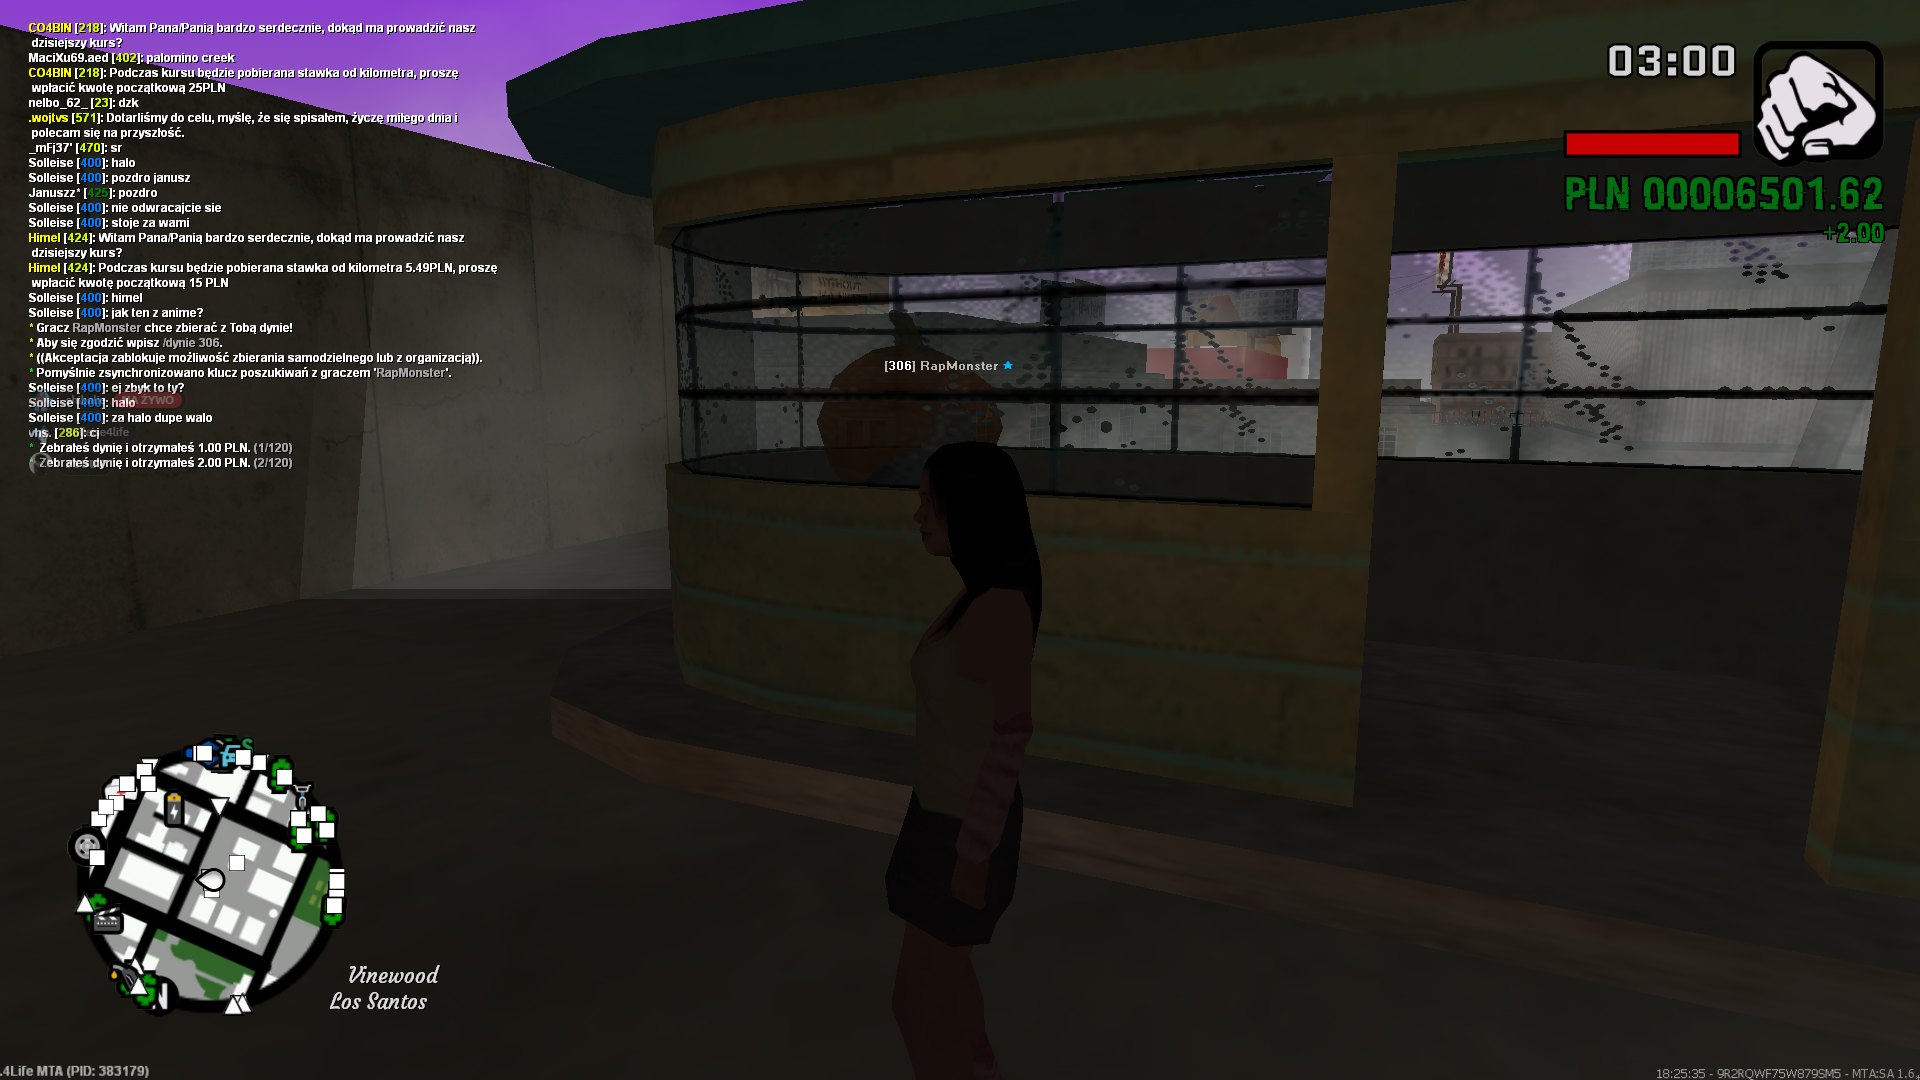 CO4BIN [218]: Witam Pana/Panią bardzo serdecznie, dokąd ma prowadzić nasz
dzisiejszy kurs?
MaciXu69.aed [402]: palomino creek
CO4BIN [218]: Podczas kursu będzie pobierana stawka od kilometra, proszę
wpłacić kwotę początkową 25PLN
nelbo_62_ [23]: dzk
.wojtvs [571]: Dotarliśmy do celu, myślę, że się spisałem, życzę miłego dnia i
polecam się na przyszłość.
_mFj37' [470]: sr
Solleise [400]: halo
Solleise [400]: pozdro janusz
Januszz* [425]: pozdro
Solleise [400]: nie odwracajcie sie
Solleise [400]: stoje za wami
Himel [424]: Witam Pana/Panią bardzo serdecznie, dokąd ma prowadzić nasz
dzisiejszy kurs?
Himel [424]: Podczas kursu będzie pobierana stawka od kilometra 5.49PLN, proszę
wpłacić kwotę początkową 15 PLN
Solleise [400]: himel
Solleise [400]: jak ten z anime?
* Gracz RapMonster chce zbierać z Tobą dynie!
* Aby się zgodzić wpisz /dynie 306.
* ((Akceptacja zablokuje możliwość zbierania samodzielnego lub z organizacją)).
* Pomyślnie zsynchronizowano klucz poszukiwań z graczem 'RapMonster'.
Solleise [400]: ej zbyk to ty?
Solleise [400]: halo
Solleise [400]: za halo dupe walo
vhs. [286]: cj
* Zebrałeś dynię i otrzymałeś 1.00 PLN. (1/120)
* Zebrałeś dynię i otrzymałeś 2.00 PLN. (2/120)
NA ŻYWO
03:00
PLN 00006501.62
+2.00
WITHOUT
[306] RapMonster
Vinewood
Los Santos
.4Life MTA (PID: 383179)
18:25:35 - 9R2RQWF75W879SM5 - MTA:SA 1.6